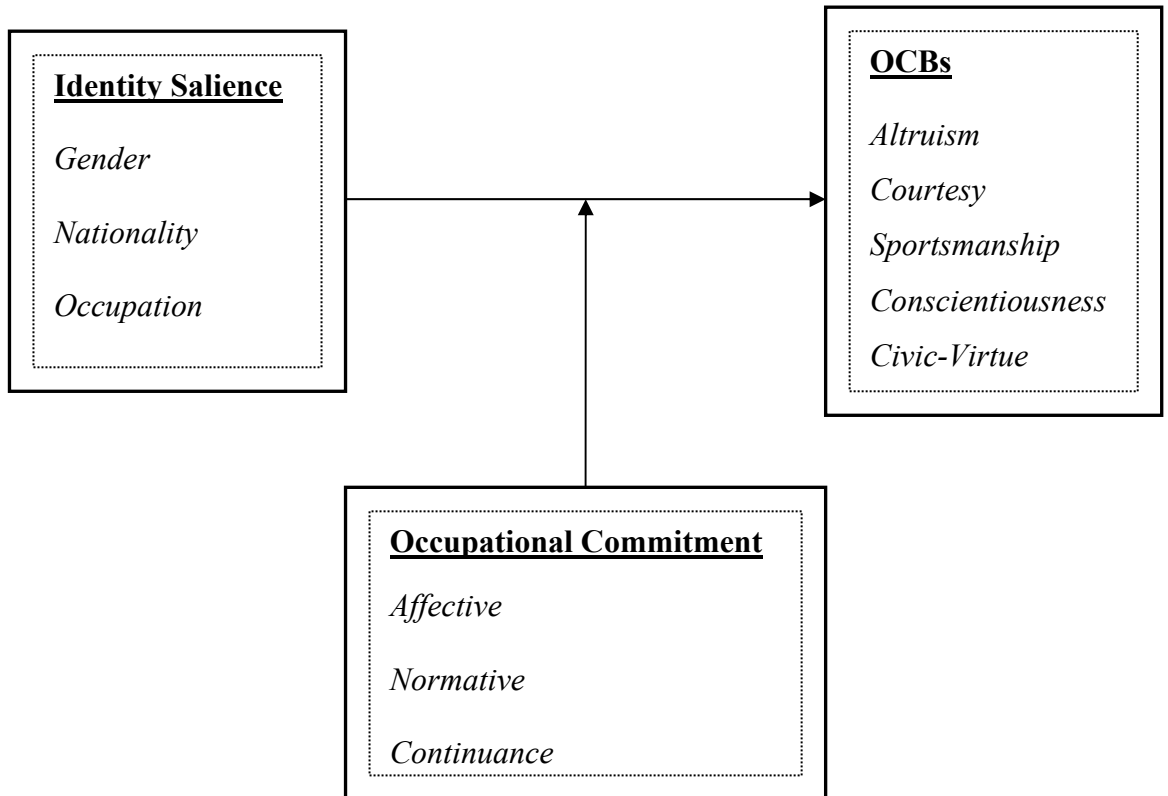 Identity Salience
Gender
Nationality
Occupation
OCBs
Altruism
Courtesy
Sportsmanship
Conscientiousness
Civic-Virtue
Occupational Commitment
Affective
Normative
Continuance